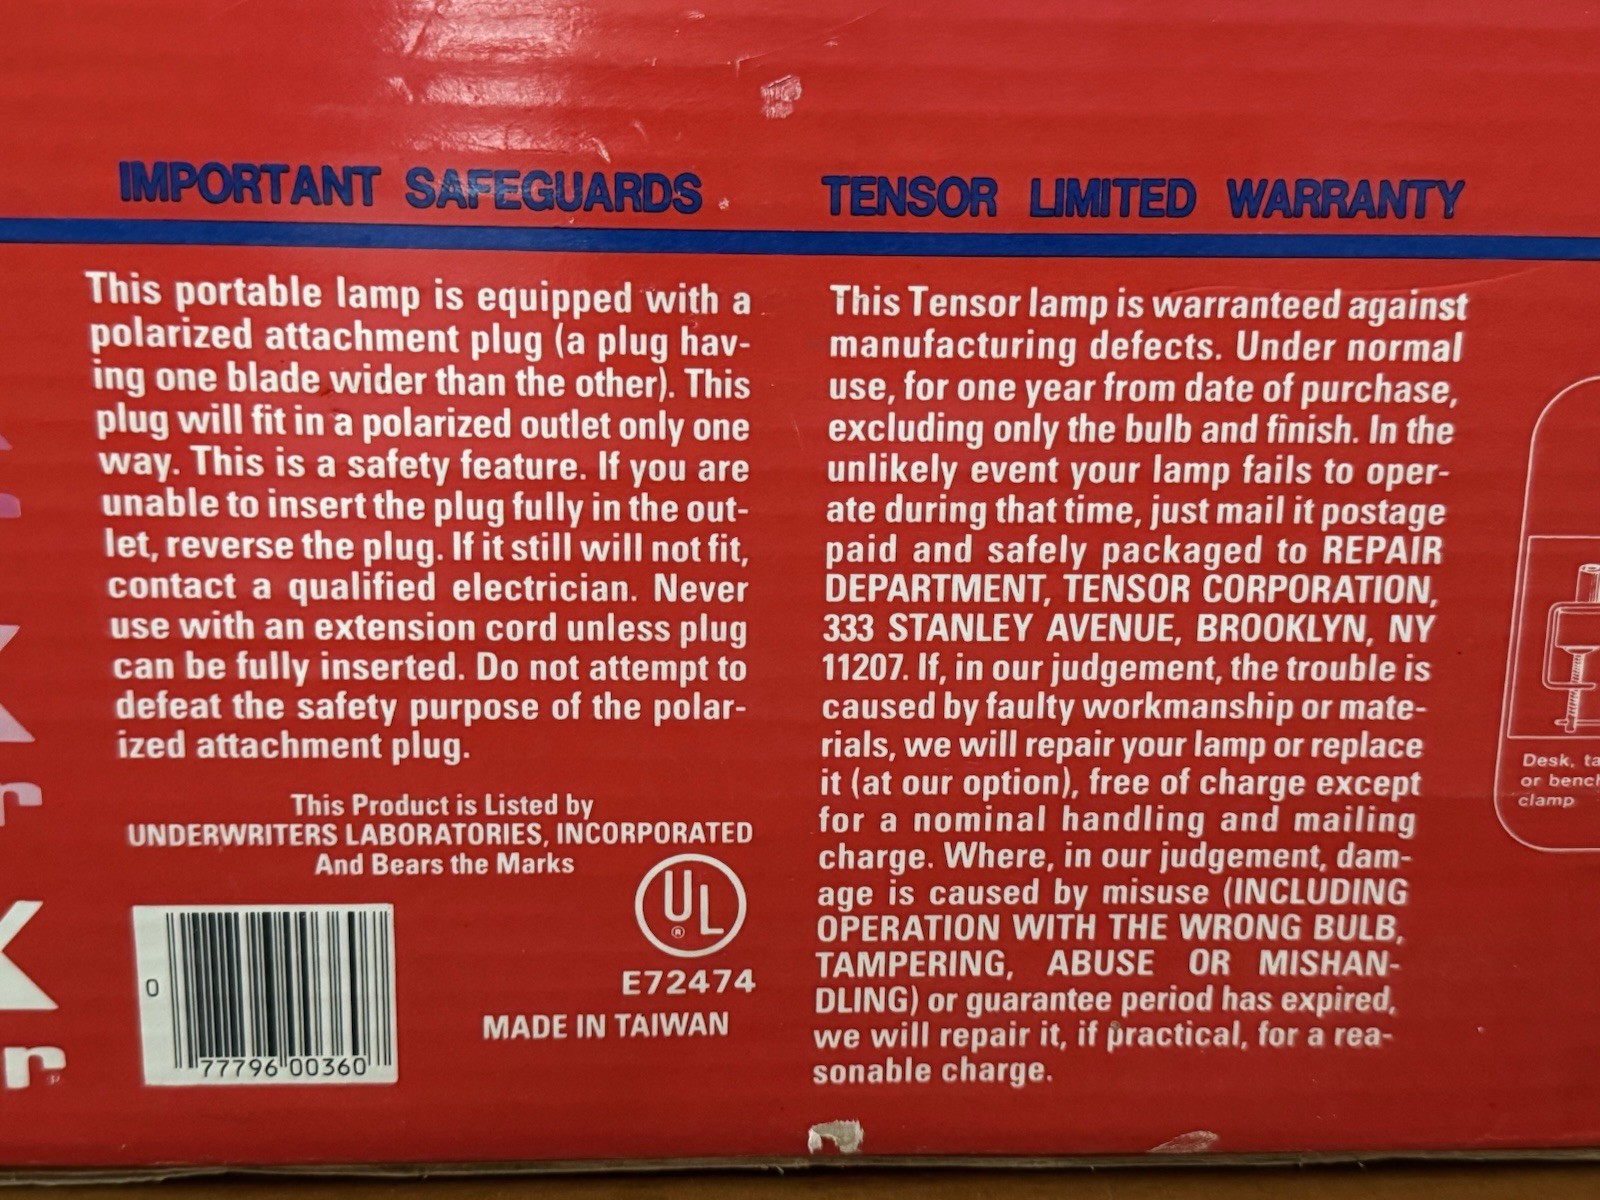 IMPORTANT SAFEGUARDS
This portable lamp is equipped with a
polarized attachment plug (a plug hav-
ing one blade wider than the other). This
plug will fit in a polarized outlet only one
way. This is a safety feature. If you are
unable to insert the plug fully in the out-
let, reverse the plug. If it still will not fit,
contact a qualified electrician. Never
use with an extension cord unless plug
can be fully inserted. Do not attempt to
defeat the safety purpose of the polar-
ized attachment plug.
This Product is Listed by
UNDERWRITERS LABORATORIES, INCORPORATED
And Bears the Marks
UL
®
E72474
MADE IN TAIWAN
0 77796 00360
TENSOR LIMITED WARRANTY
This Tensor lamp is warranteed against
manufacturing defects. Under normal
use, for one year from date of purchase,
excluding only the bulb and finish. In the
unlikely event your lamp fails to oper-
ate during that time, just mail it postage
paid and safely packaged to REPAIR
DEPARTMENT, TENSOR CORPORATION,
333 STANLEY AVENUE, BROOKLYN, NY
11207. If, in our judgement, the trouble is
caused by faulty workmanship or mate-
rials, we will repair your lamp or replace
it (at our option), free of charge except
for a nominal handling and mailing
charge. Where, in our judgement, dam-
age is caused by misuse (INCLUDING
OPERATION WITH THE WRONG BULB,
TAMPERING, ABUSE OR MISHAN-
DLING) or guarantee period has expired,
we will repair it, if practical, for a rea-
sonable charge.
Desk,
or
clamp